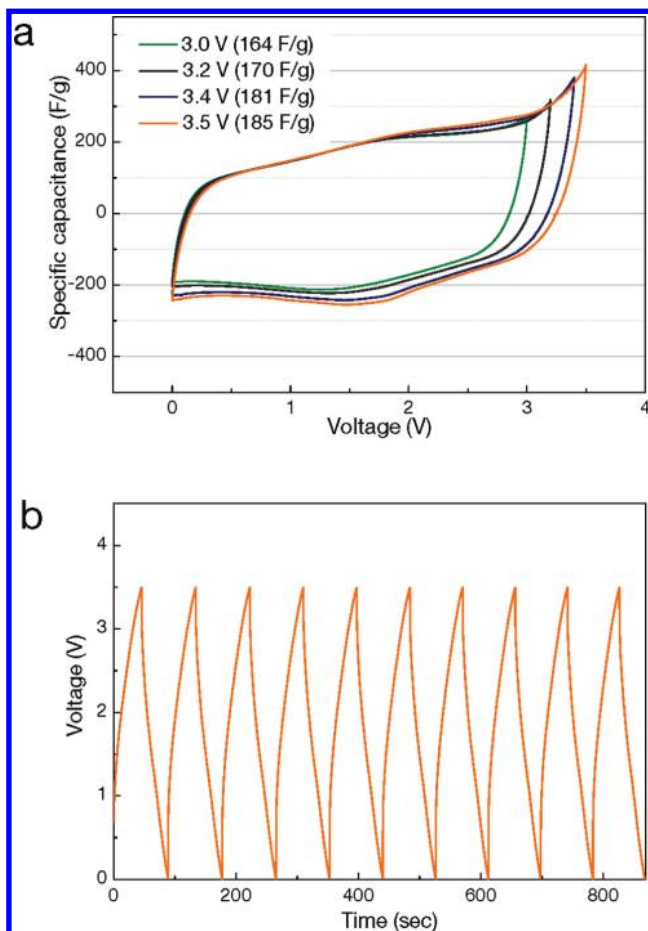 a
3.0 V (164 F/g)
3.2 V (170 F/g)
3.4 V (181 F/g)
3.5 V (185 F/g)
400
200
0
-200
-400
Specific capacitance (F/g)
0 1 2 3 4
Voltage (V)
b
4
3
2
1
0
Voltage (V)
0 200 400 600 800
Time (sec)